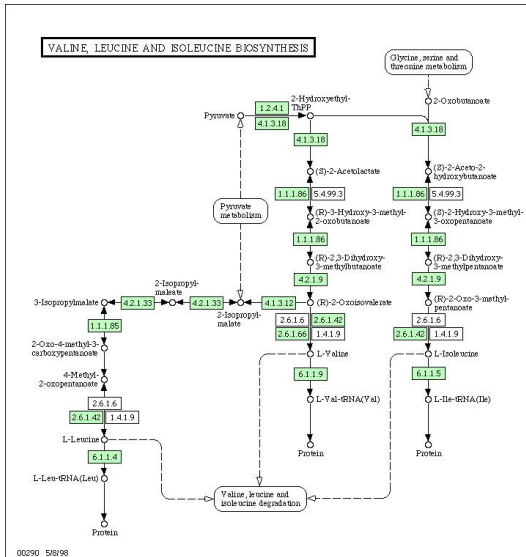 VALINE, LEUCINE AND ISOLEUCINE BIOSYNTHESIS
Glycine, serine and
threonine metabolism
2-Hydroxyethyl-
ThPP
2-Oxobutanoate
Pyruvate
1.2.4.1
4.1.3.18
4.1.3.18
4.1.3.18
(S)-2-Acetolactate
(S)-2-Aceto-2-
hydroxybutanoate
1.1.1.86
5.4.99.3
1.1.1.86
5.4.99.3
Pyruvate
metabolism
(R)-3-Hydroxy-3-methyl-
2-oxobutanoate
(S)-2-Hydroxy-3-methyl-
3-oxopentanoate
1.1.1.86
1.1.1.86
(R)-2,3-Dihydroxy-
3-methylbutanoate
(R)-2,3-Dihydroxy-
3-methylpentanoate
4.2.1.9
4.2.1.9
2-Isopropyl-
maleate
3-Isopropylmalate
4.2.1.33
4.2.1.33
4.1.3.12
(R)-2-Oxoisovalerate
(R)-2-Oxo-3-methyl-
pentanoate
2-Isopropyl-
malate
1.1.1.85
2.6.1.6
2.6.1.42
2.6.1.66
1.4.1.9
2.6.1.6
2.6.1.42
1.4.1.9
2-Oxo-4-methyl-3-
carboxypentanoate
L-Valine
L-Isoleucine
4-Methyl-
2-oxopentanoate
6.1.1.9
6.1.1.5
2.6.1.6
2.6.1.42
1.4.1.9
L-Val-tRNA(Val)
L-Ile-tRNA(Ile)
L-Leucine
Protein
Protein
6.1.1.4
L-Leu-tRNA(Leu)
Valine, leucine and
isoleucine degradation
Protein
00290 5/8/98